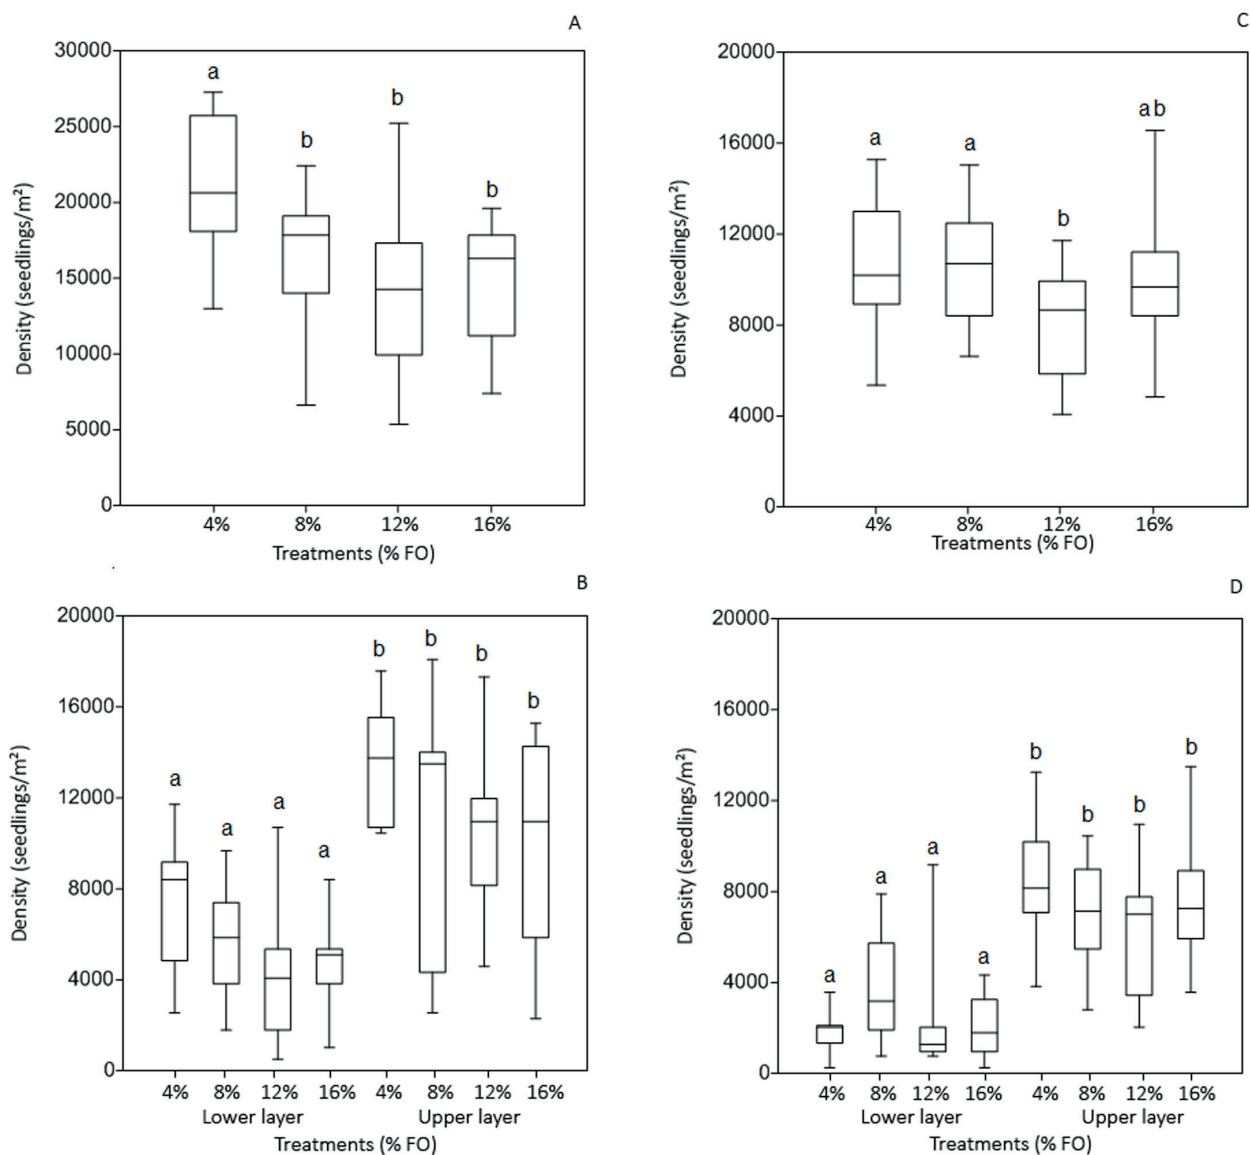 A
30000
25000
20000
15000
10000
5000
0
Density (seedlings/m²)
a
b
b
b
4%
8%
12%
16%
Treatments (% FO)
C
20000
16000
12000
8000
4000
0
Density (seedlings/m²)
a
a
b
ab
4%
8%
12%
16%
Treatments (% FO)
B
20000
16000
12000
8000
4000
0
Density (seedlings/m²)
a
a
a
a
b
b
b
b
4%
8%
12%
16%
4%
8%
12%
16%
Lower layer
Upper layer
Treatments (% FO)
D
20000
16000
12000
8000
4000
0
Density (seedlings/m²)
a
a
a
a
b
b
b
b
4%
8%
12%
16%
4%
8%
12%
16%
Lower layer
Upper layer
Treatments (% FO)